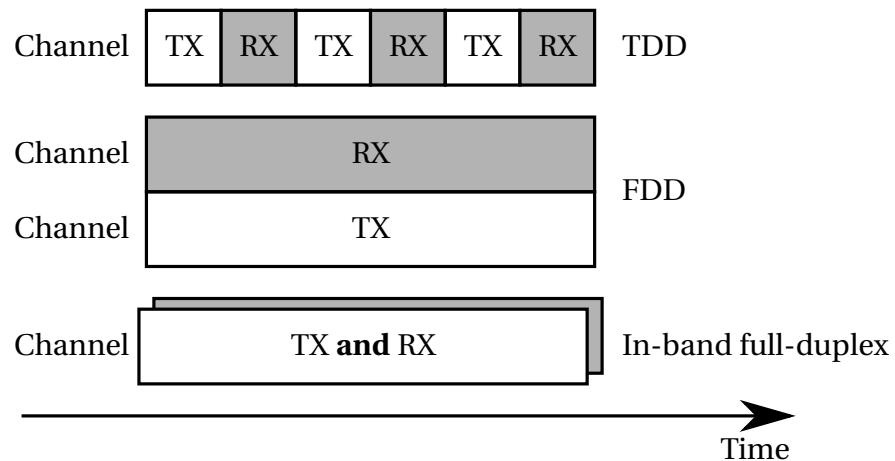 Channel TX RX TX RX TX RX TDD
Channel RX
FDD
Channel TX
Channel TX and RX In-band full-duplex
Time